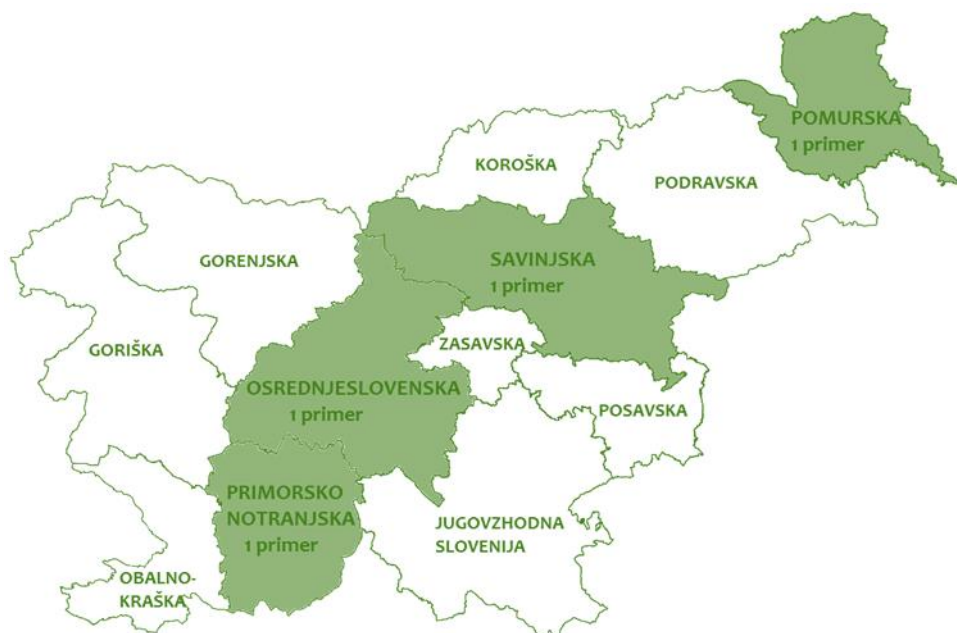 POMURSKA
1 primer
KOROŠKA
PODRAVSKA
SAVINJSKA
1 primer
GORENJSKA
GORIŠKA
ZASAVSKA
OSREDNJESLOVENSKA
1 primer
POSAVSKA
PRIMORSKO
NOTRANJSKA
1 primer
JUGOVZHODNA
SLOVENIJA
OBALNO-
KRAŠKA